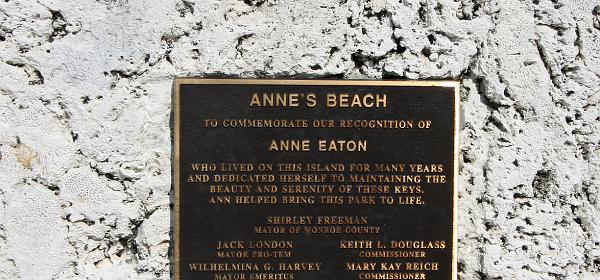 ANNE'S BEACH
TO COMMEMORATE OUR RECOGNITION OF
ANNE EATON
WHO LIVED ON THIS ISLAND FOR MANY YEARS
AND DEDICATED HERSELF TO MAINTAINING THE
BEAUTY AND SERENITY OF THESE KEYS.
ANN HELPED BRING THIS PARK TO LIFE.
SHIRLEY FREEMAN
MAYOR OF MONROE COUNTY
JACK LONDON KEITH L. DOUGLASS
MAYOR PRO-TEM COMMISSIONER
WILHELMINA G. HARVEY MARY KAY REICH
MAYOR EMERITUS COMMISSIONER